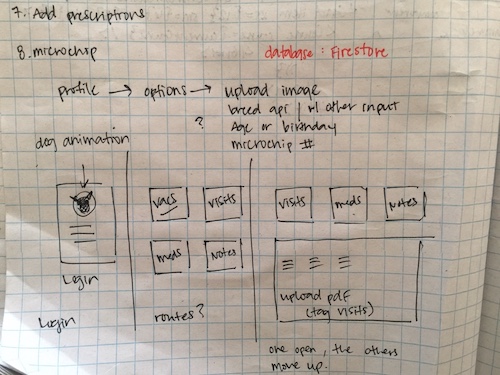 7. Add prescriptions
8. microchip
database : Firestore
profile → options → upload image
breed api | w/ other input
?
Age or birthday
microchip #
dog animation
vacs
visits
meds
Notes
Login
visits
meds
Notes
upload pdf
(tag visits)
Login
routes?
one open, the others
move up.